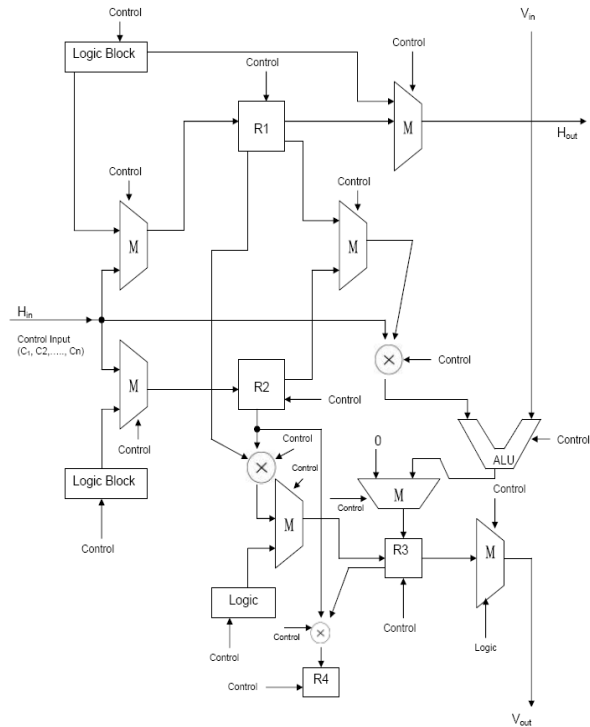 Control
V_in
Logic Block
Control
Control
R1
M
H_out
Control
Control
M
M
H_in
Control Input
(C₁, C2,....., Cn)
Control
M
R2
Control
Control
Control
Control
ALU
0
Logic Block
Control
M
Control
M
Control
Control
M
R3
M
Logic
Control
Control
Control
Logic
Control
R4
V_out